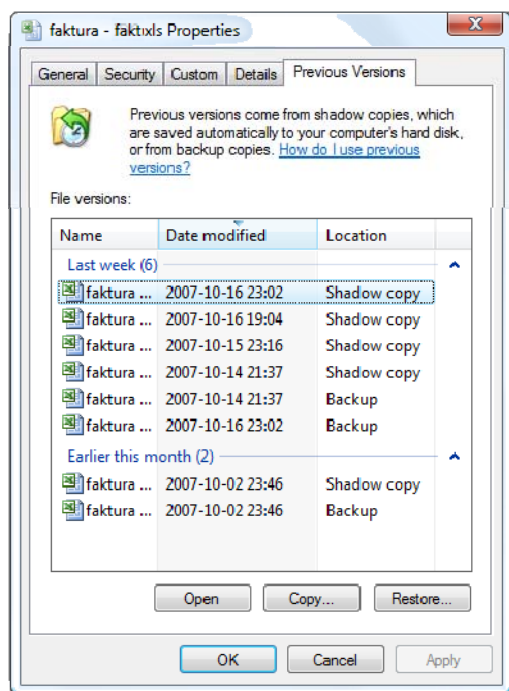 faktura - faktıxls Properties
X
General Security Custom Details Previous Versions
Previous versions come from shadow copies, which
are saved automatically to your computer's hard disk,
or from backup copies. How do I use previous
versions?
File versions:
Name Date modified Location
Last week (6)
faktura ... 2007-10-16 23:02 Shadow copy
faktura ... 2007-10-16 19:04 Shadow copy
faktura ... 2007-10-15 23:16 Shadow copy
faktura ... 2007-10-14 21:37 Shadow copy
faktura ... 2007-10-14 21:37 Backup
faktura ... 2007-10-16 23:02 Backup
Earlier this month (2)
faktura ... 2007-10-02 23:46 Shadow copy
faktura ... 2007-10-02 23:46 Backup
Open Copy... Restore...
OK Cancel Apply